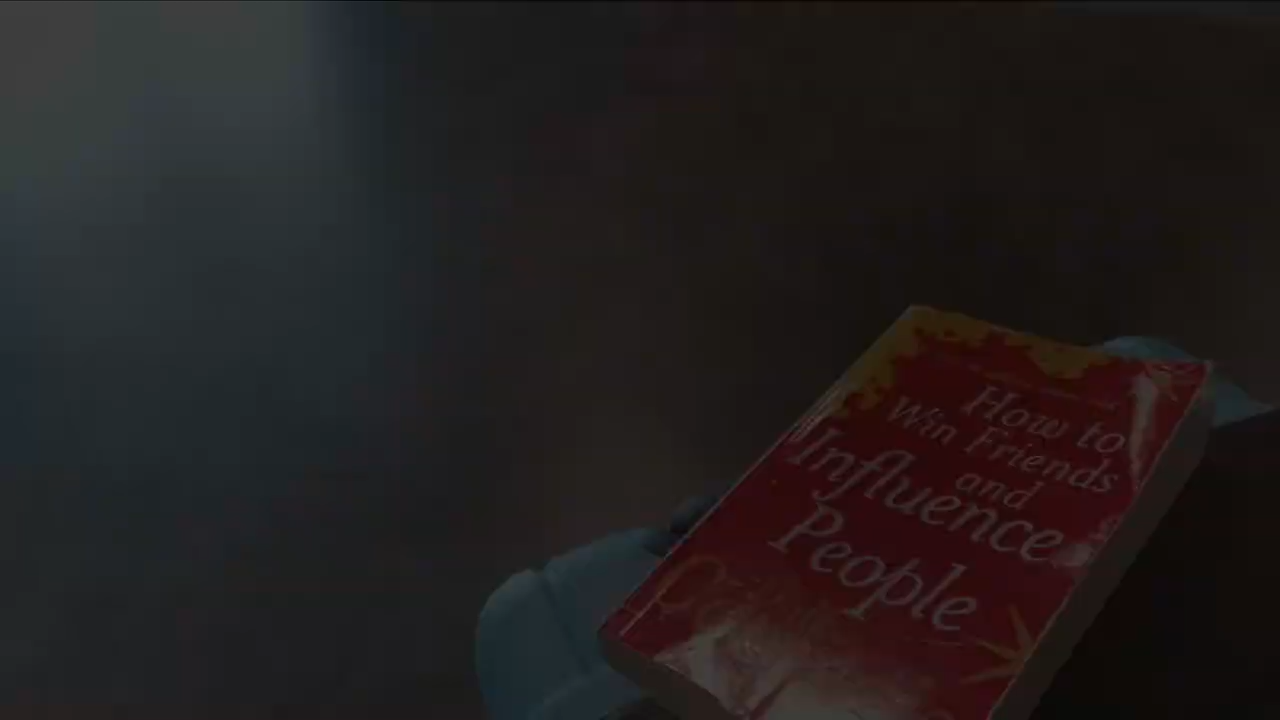 How to
Win Friends
and
Influence
People